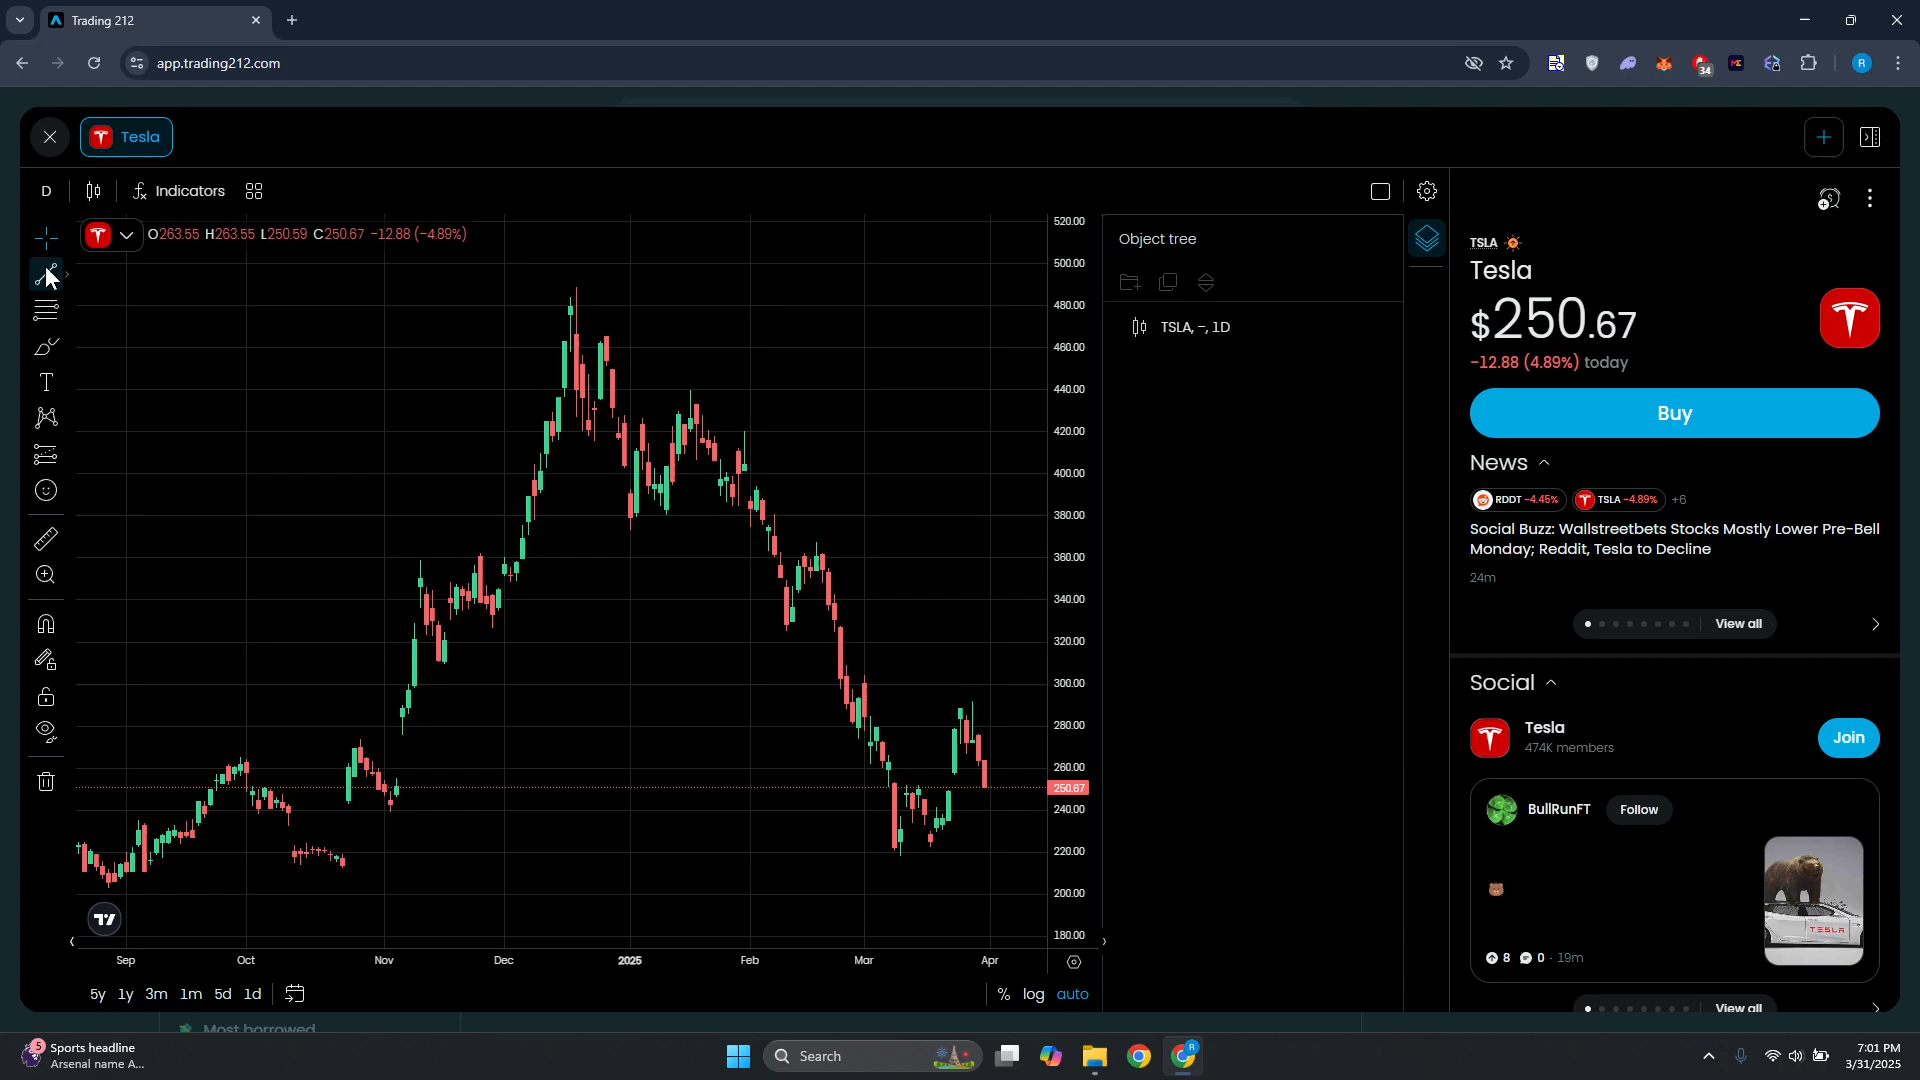 Trading 212
app.trading212.com
34
R
Tesla
D
Indicators
O263.55 H263.55 L250.59 C250.67 −12.88 (−4.89%)
520.00
500.00
480.00
460.00
440.00
420.00
400.00
380.00
360.00
340.00
320.00
300.00
280.00
260.00
250.67
240.00
220.00
200.00
180.00
Sep
Oct
Nov
Dec
2025
Feb
Mar
Apr
5y 1y 3m 1m 5d 1d
% log auto
Object tree
TSLA, –, 1D
TSLA
Tesla
$250.67
−12.88 (4.89%) today
Buy
News
RDDT −4.45%
TSLA −4.89%
+6
Social Buzz: Wallstreetbets Stocks Mostly Lower Pre-Bell
Monday; Reddit, Tesla to Decline
24m
View all
Social
Tesla
474K members
Join
BullRunFT
Follow
TESLA
8 0 · 19m
View all
Most borrowed
5
Sports headline
Arsenal name A...
Search
R
7:01 PM
3/31/2025